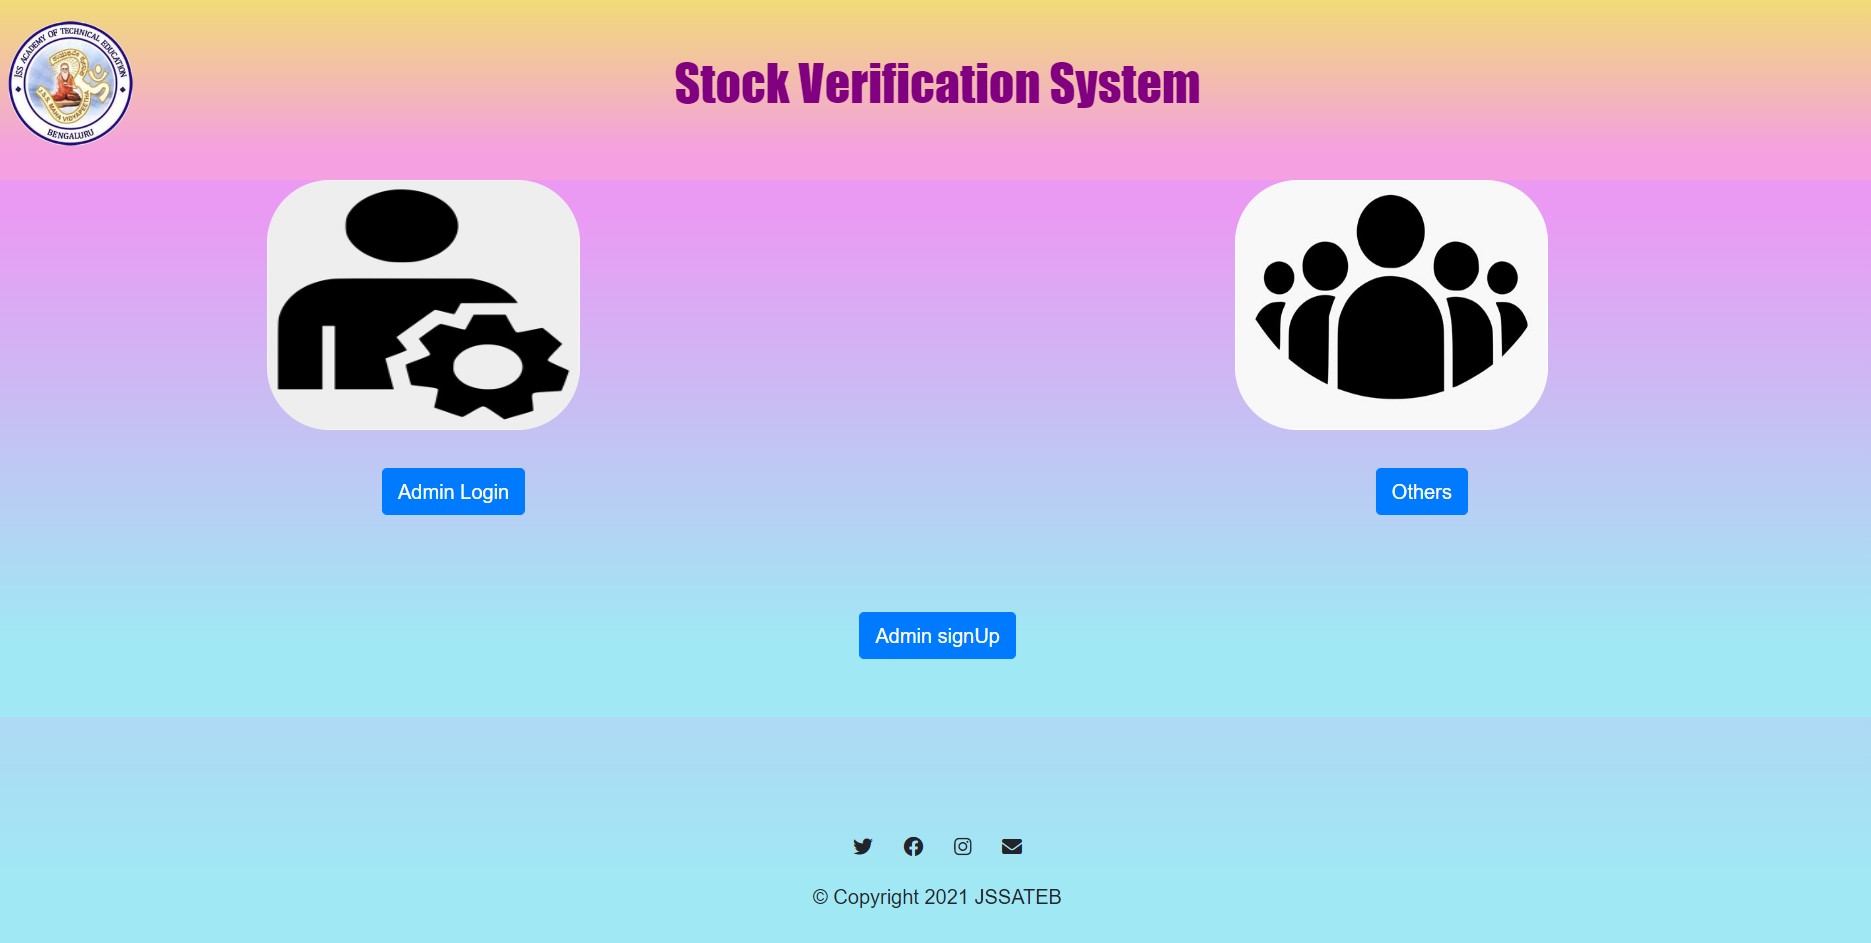 JSS ACADEMY OF TECHNICAL EDUCATION
BENGALURU
Stock Verification System
Admin Login
Others
Admin signUp
© Copyright 2021 JSSATEB